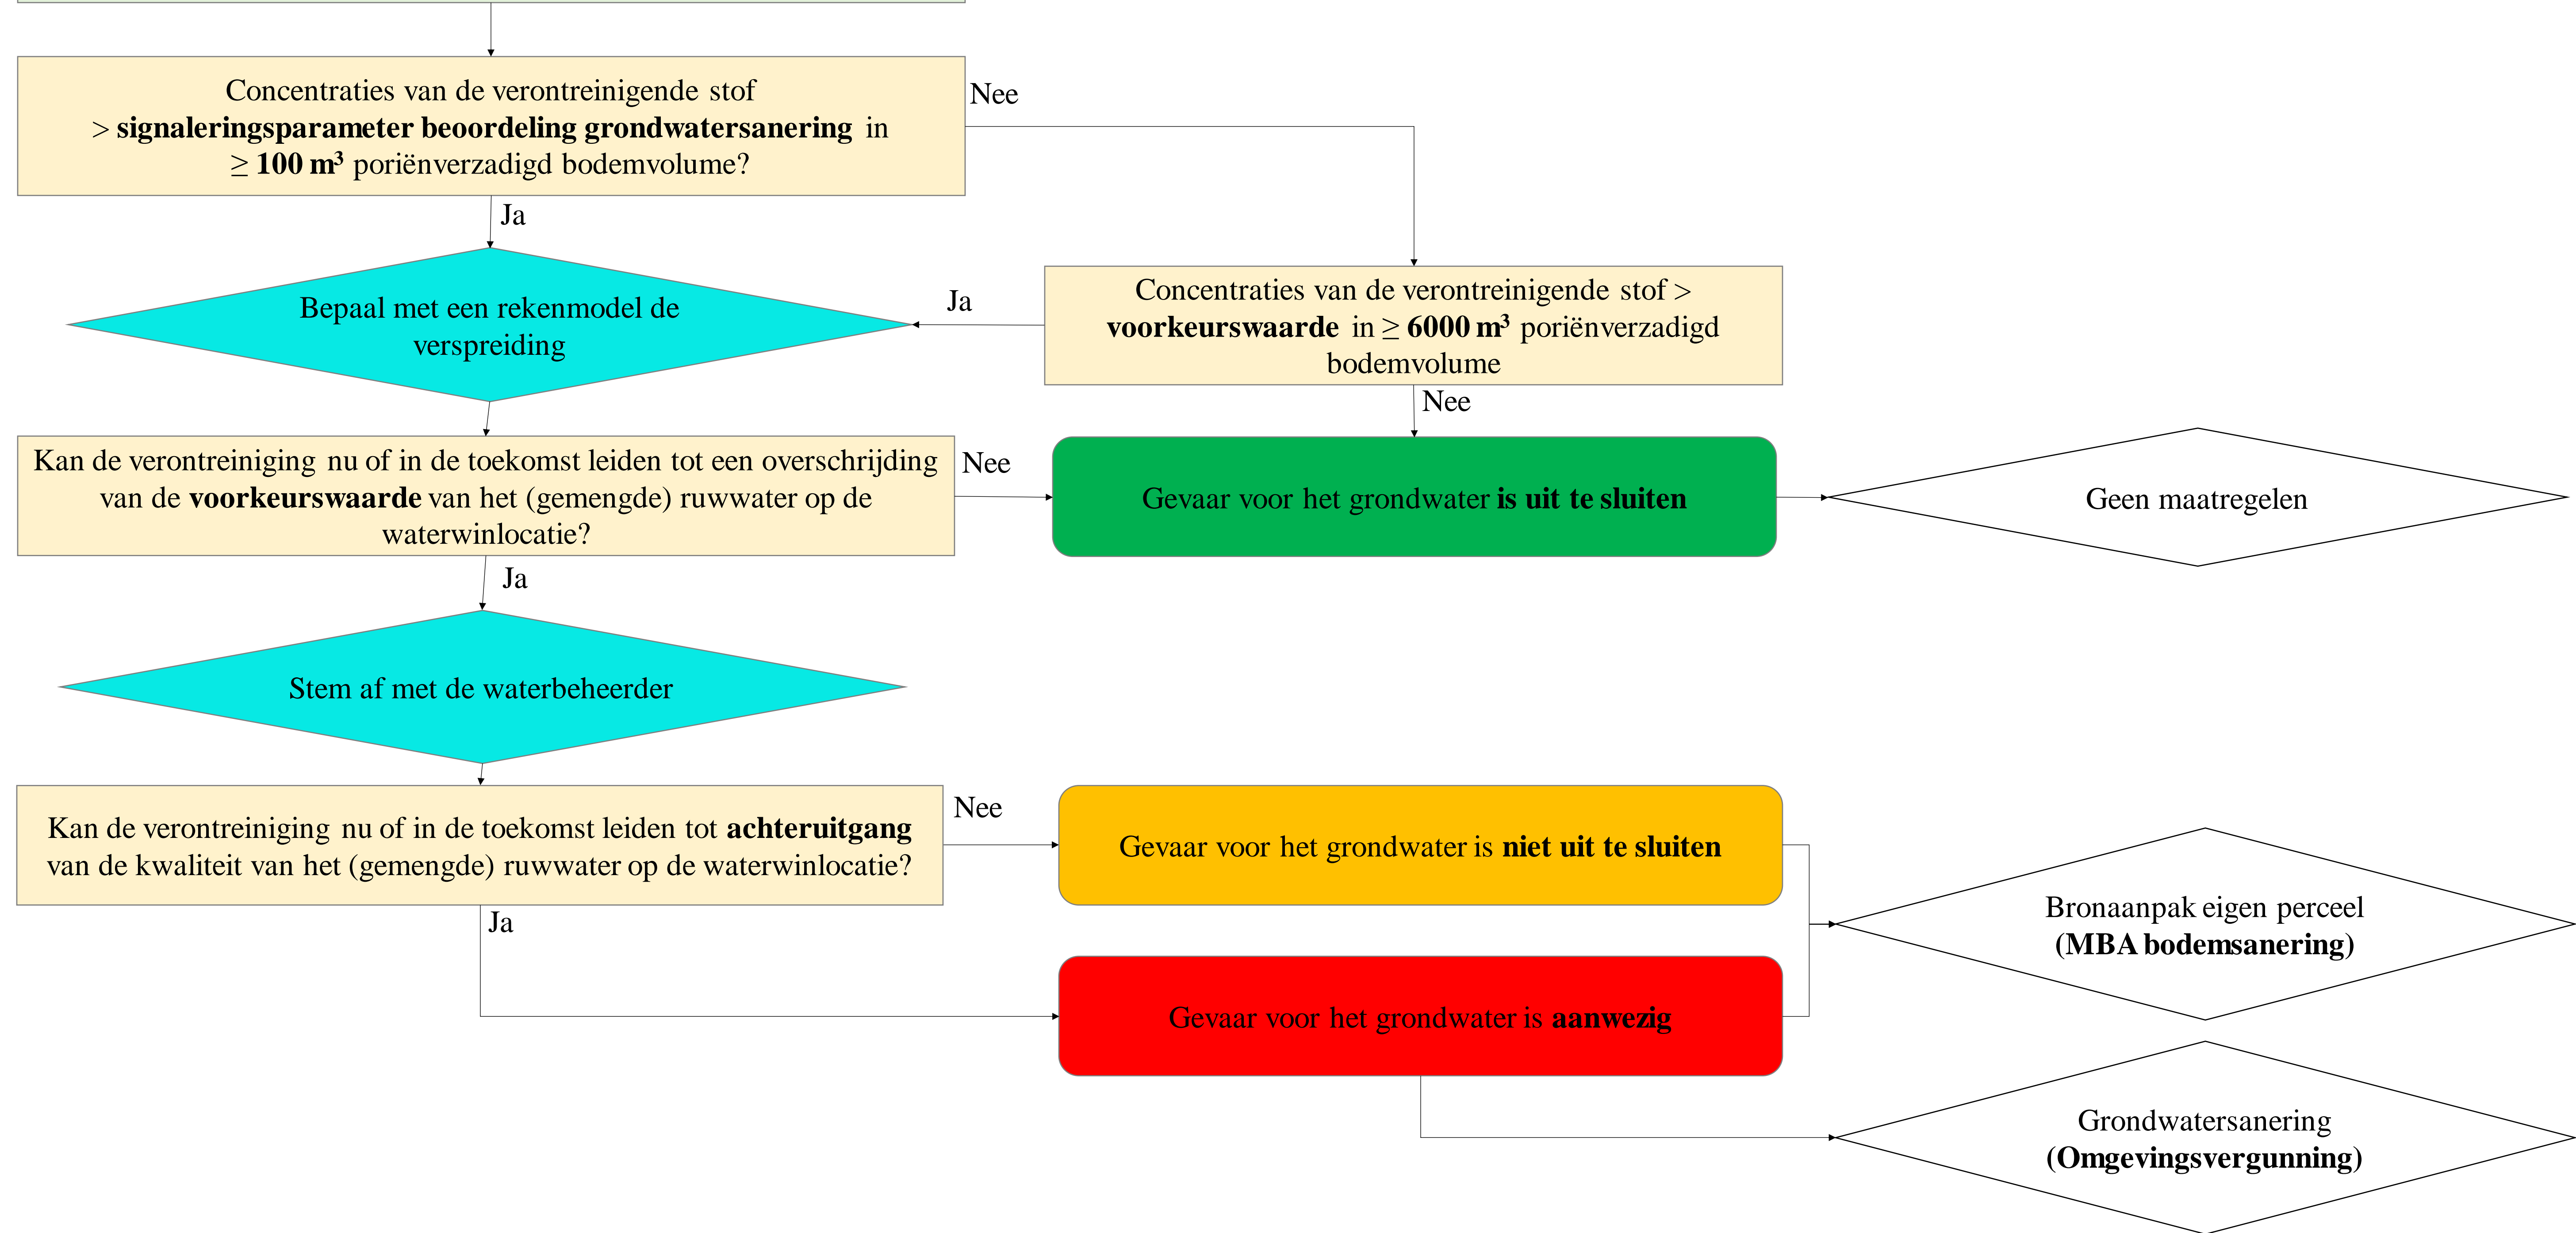 Concentraties van de verontreinigende stof
> signaleringsparameter beoordeling grondwatersanering in
≥ 100 m³ poriënverzadigd bodemvolume?
Nee
Ja
Bepaal met een rekenmodel de
verspreiding
Ja
Concentraties van de verontreinigende stof >
voorkeurswaarde in ≥ 6000 m³ poriënverzadigd
bodemvolume
Nee
Kan de verontreiniging nu of in de toekomst leiden tot een overschrijding
van de voorkeurswaarde van het (gemengde) ruwwater op de
waterwinlocatie?
Nee
Gevaar voor het grondwater is uit te sluiten
Geen maatregelen
Ja
Stem af met de waterbeheerder
Kan de verontreiniging nu of in de toekomst leiden tot achteruitgang
van de kwaliteit van het (gemengde) ruwwater op de waterwinlocatie?
Nee
Gevaar voor het grondwater is niet uit te sluiten
Bronaanpak eigen perceel
(MBA bodemsanering)
Ja
Gevaar voor het grondwater is aanwezig
Grondwatersanering
(Omgevingsvergunning)